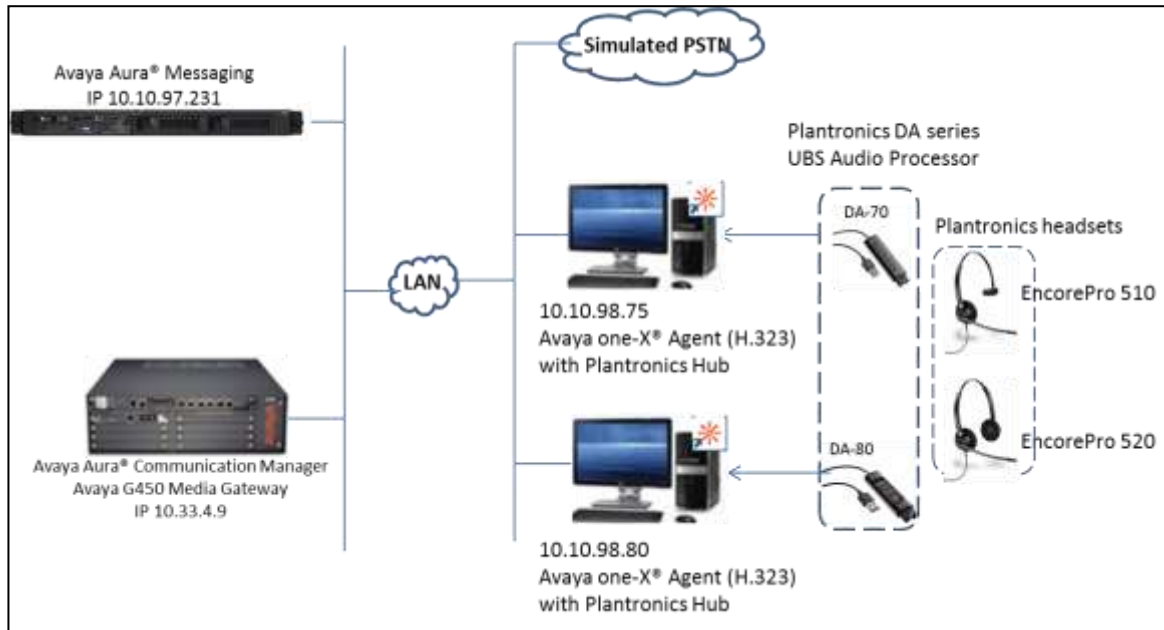 Simulated PSTN
Avaya Aura® Messaging
IP 10.10.97.231
Plantronics DA series
UBS Audio Processor
DA-70
Plantronics headsets
LAN
EncorePro 510
10.10.98.75
Avaya one-X® Agent (H.323)
with Plantronics Hub
EncorePro 520
DA-80
Avaya Aura® Communication Manager
Avaya G450 Media Gateway
IP 10.33.4.9
10.10.98.80
Avaya one-X® Agent (H.323)
with Plantronics Hub